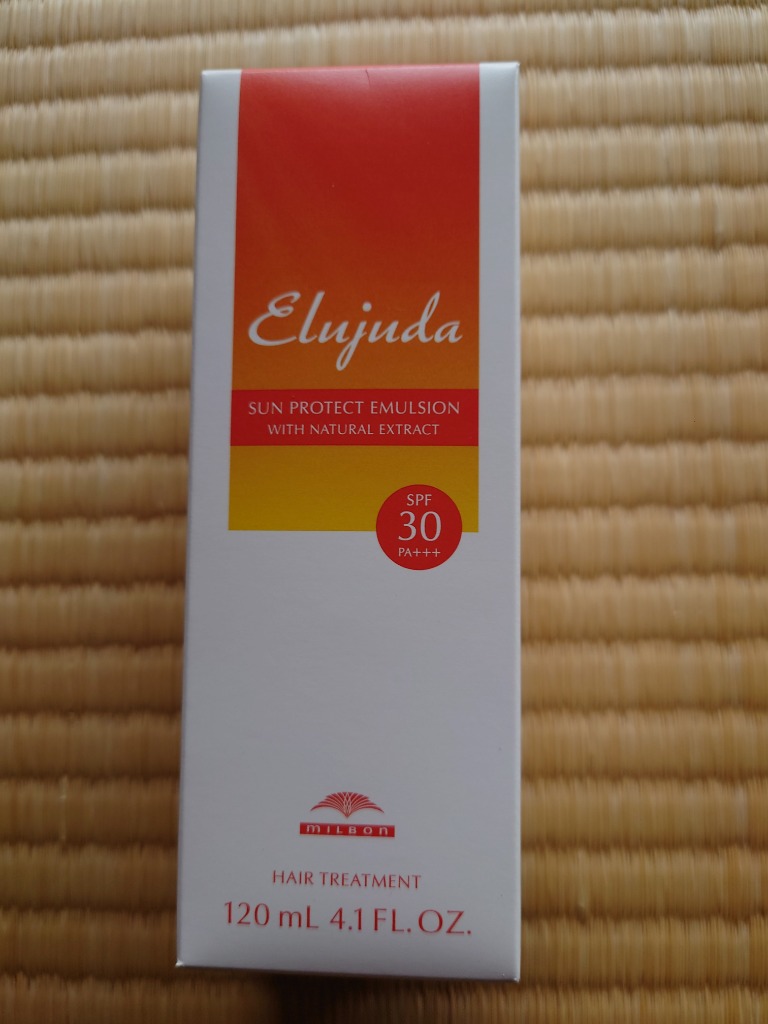 Elujuda
SUN PROTECT EMULSION
WITH NATURAL EXTRACT
SPF
30
PA+++
MILBON
HAIR TREATMENT
120 mL 4.1 FL. OZ.